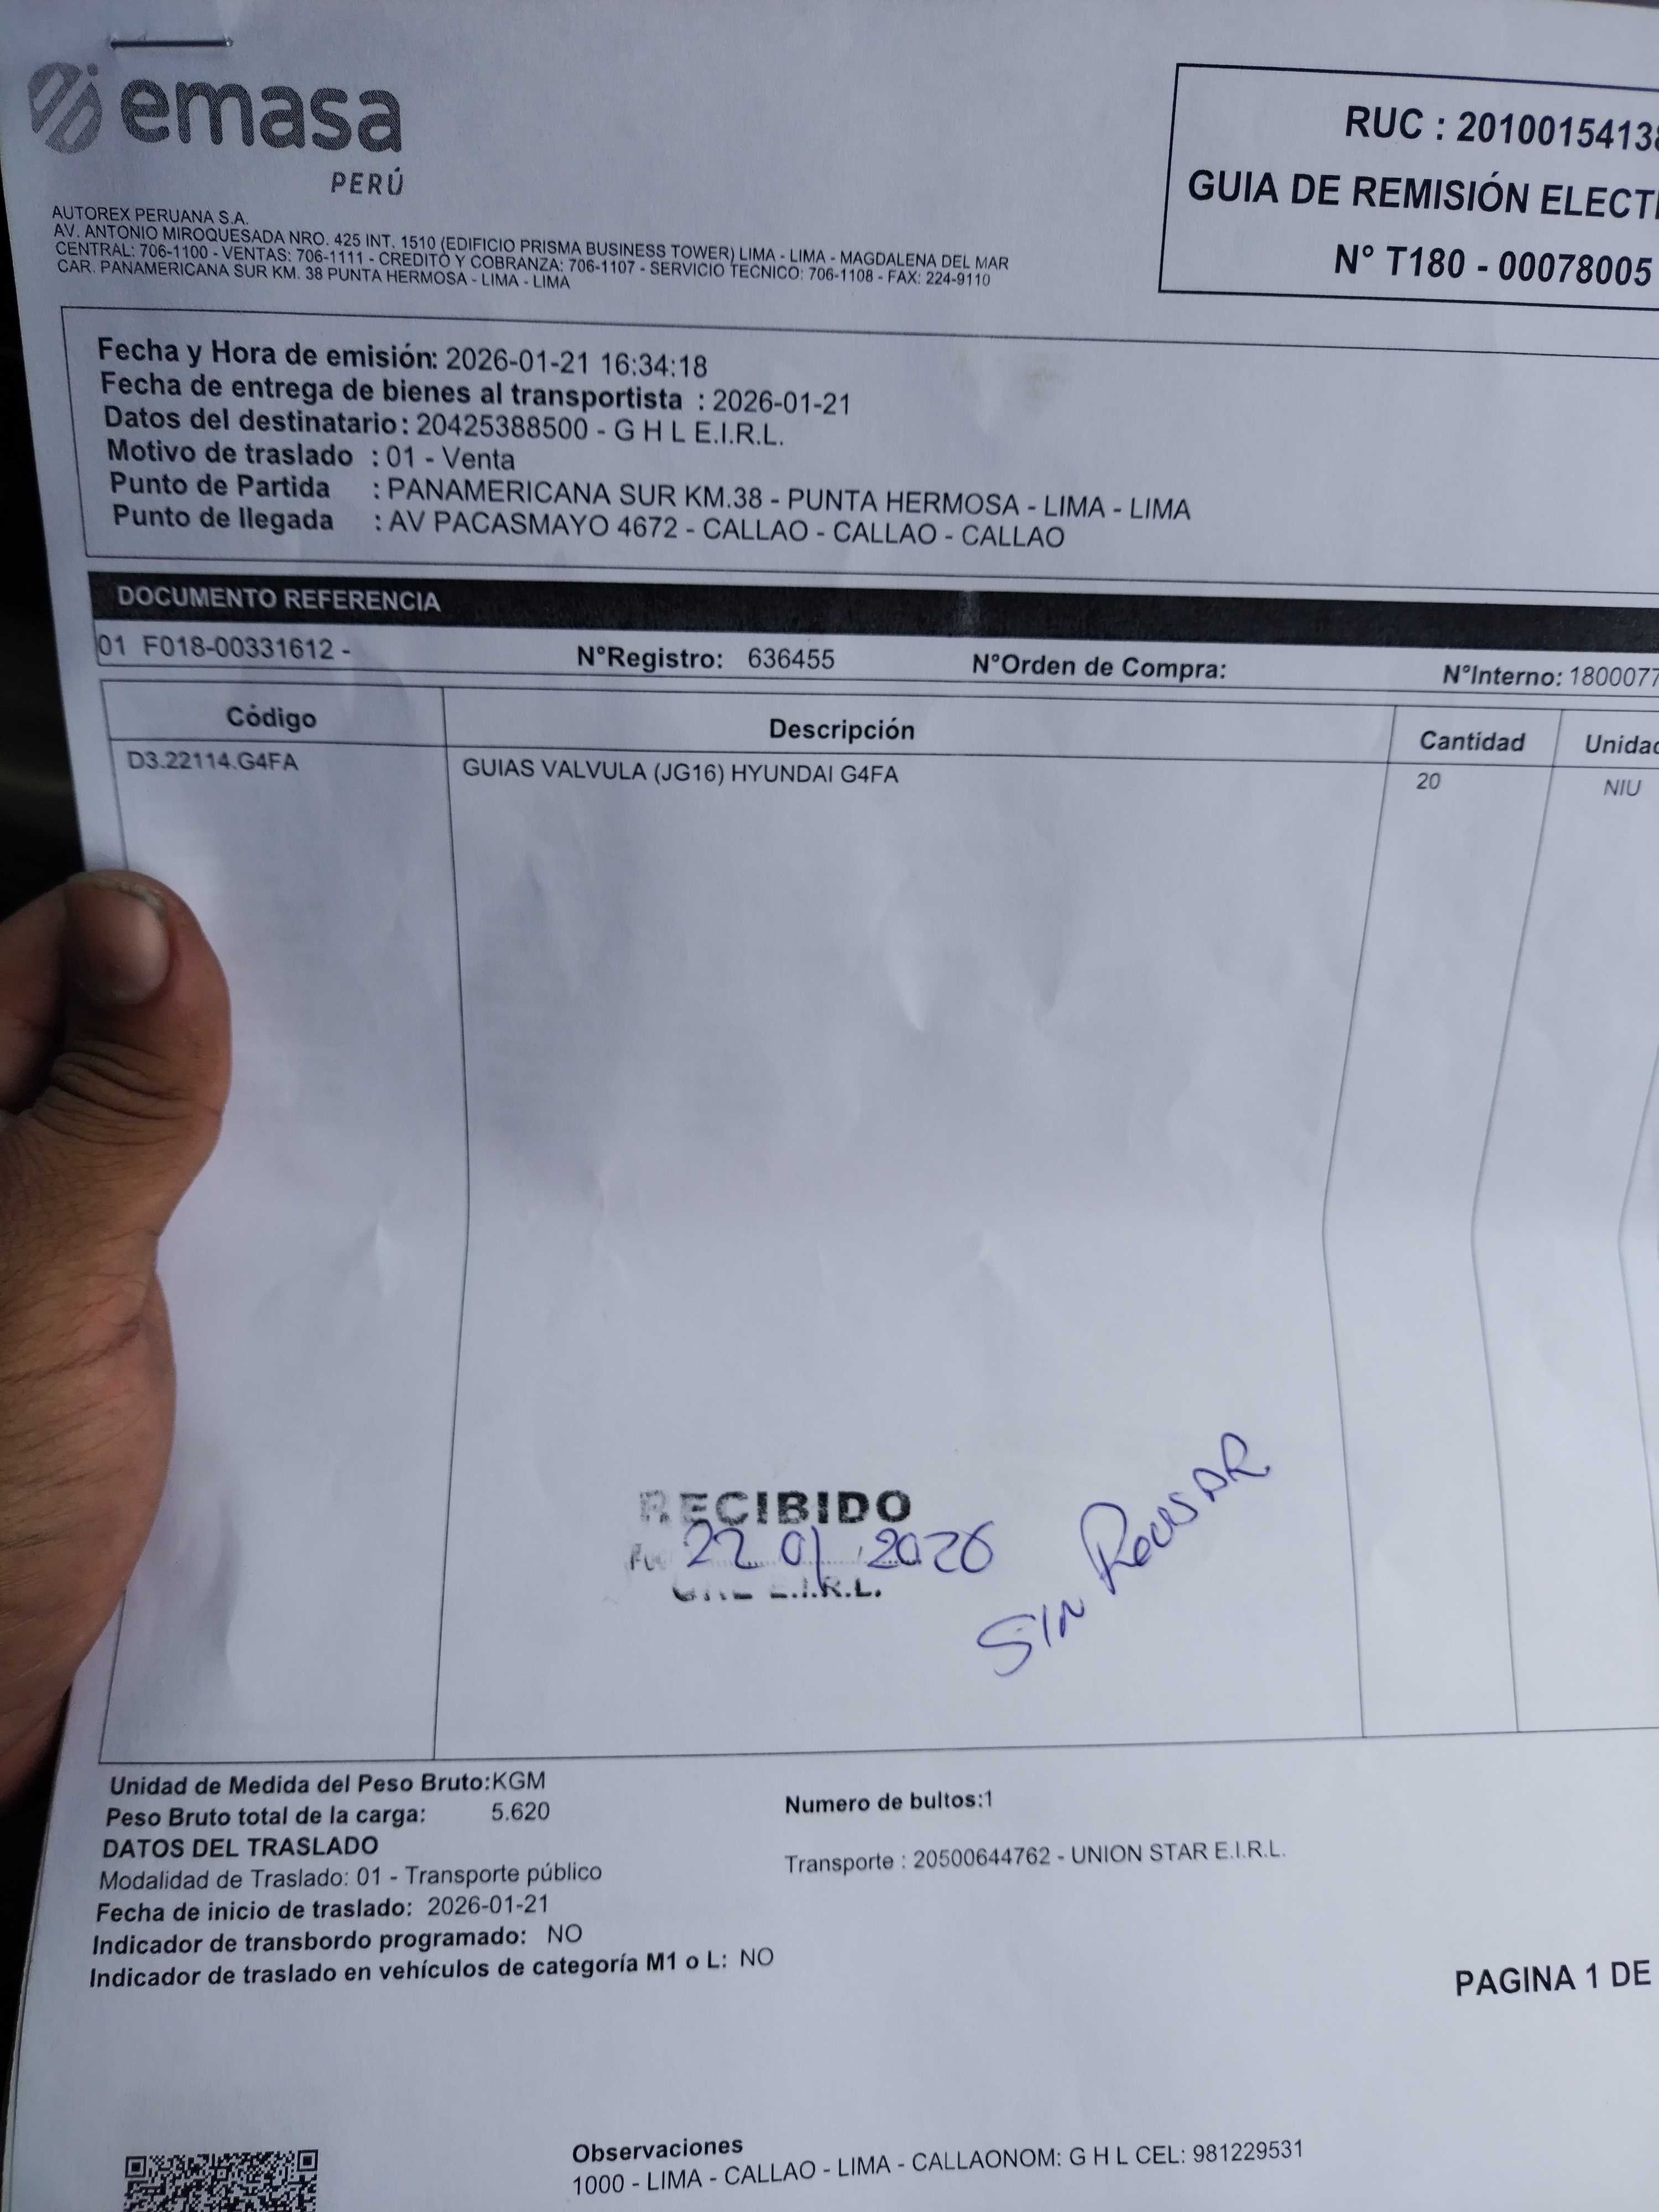 emasa
PERÚ
AUTOREX PERUANA S.A.
AV. ANTONIO MIROQUESADA NRO. 425 INT. 1510 (EDIFICIO PRISMA BUSINESS TOWER) LIMA - LIMA - MAGDALENA DEL MAR
CENTRAL: 706-1100 - VENTAS: 706-1111 - CREDITO Y COBRANZA: 706-1107 - SERVICIO TECNICO: 706-1108 - FAX: 224-9110
CAR. PANAMERICANA SUR KM. 38 PUNTA HERMOSA - LIMA - LIMA
RUC : 2010015413
GUIA DE REMISIÓN ELECT
N° T180 - 00078005
Fecha y Hora de emisión: 2026-01-21 16:34:18
Fecha de entrega de bienes al transportista : 2026-01-21
Datos del destinatario : 20425388500 - G H L E.I.R.L.
Motivo de traslado : 01 - Venta
Punto de Partida : PANAMERICANA SUR KM.38 - PUNTA HERMOSA - LIMA - LIMA
Punto de llegada : AV PACASMAYO 4672 - CALLAO - CALLAO - CALLAO
DOCUMENTO REFERENCIA
01 F018-00331612 - N°Registro: 636455 N°Orden de Compra: N°Interno: 1800077
Código Descripción Cantidad Unidad
D3.22114.G4FA GUIAS VALVULA (JG16) HYUNDAI G4FA 20 NIU
RECIBIDO
22 01 2026
E.I.R.L.
SIN REVISAR
Unidad de Medida del Peso Bruto:KGM
Peso Bruto total de la carga: 5.620 Numero de bultos:1
DATOS DEL TRASLADO
Modalidad de Traslado: 01 - Transporte público Transporte : 20500644762 - UNION STAR E.I.R.L.
Fecha de inicio de traslado: 2026-01-21
Indicador de transbordo programado: NO
Indicador de traslado en vehículos de categoría M1 o L: NO
PAGINA 1 DE
Observaciones
1000 - LIMA - CALLAO - LIMA - CALLAONOM: G H L CEL: 981229531